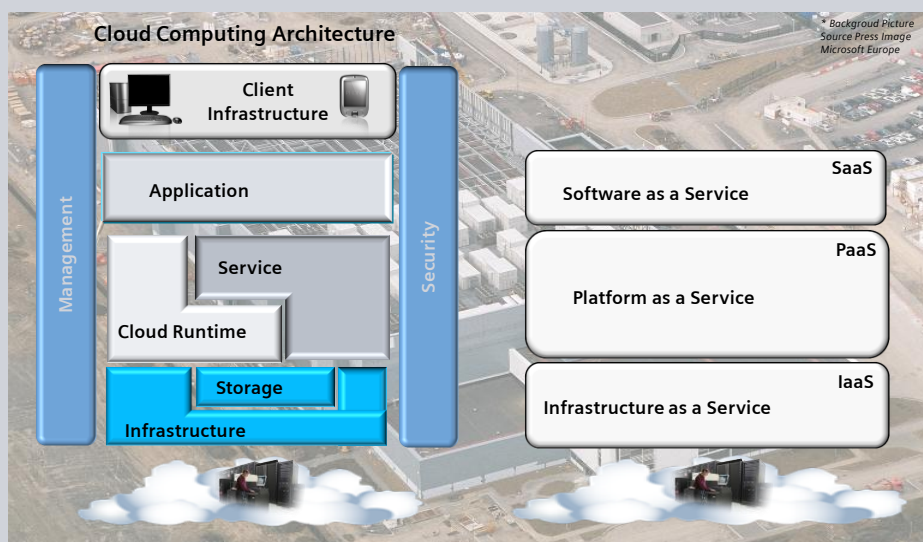 Cloud Computing Architecture
* Backgroud Picture
Source Press Image
Microsoft Europe
Management
Client
Infrastructure
Application
Service
Cloud Runtime
Storage
Infrastructure
Security
SaaS
Software as a Service
PaaS
Platform as a Service
IaaS
Infrastructure as a Service